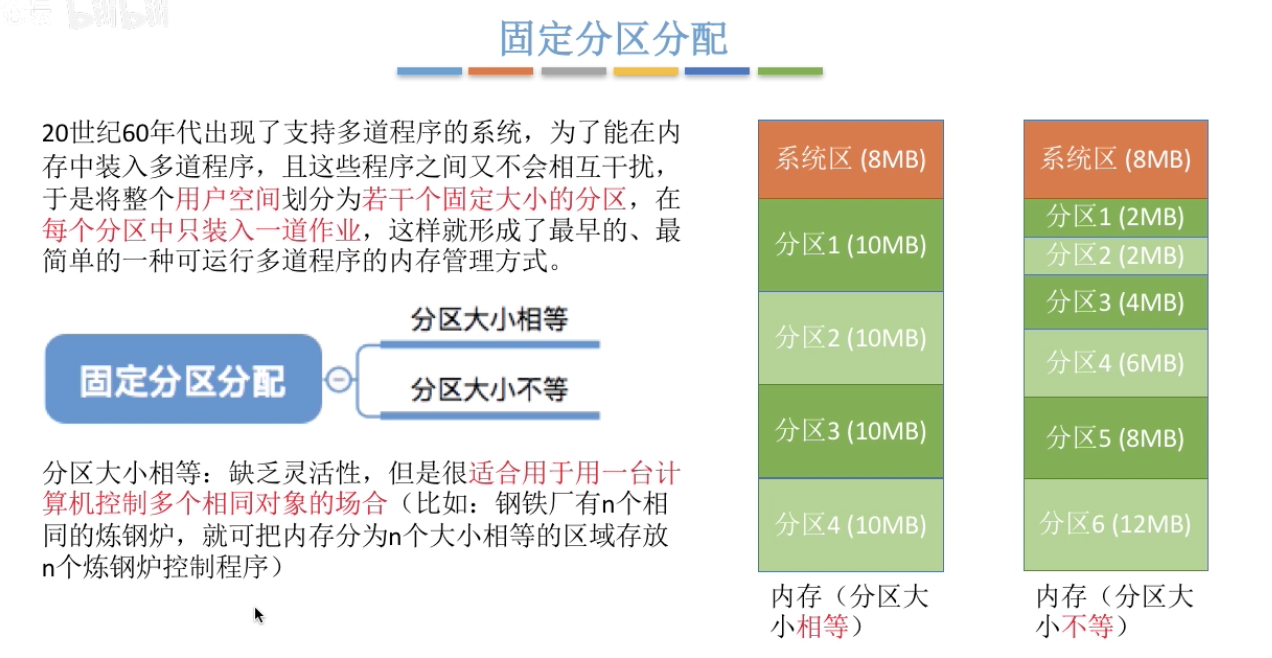 bilibili
固定分区分配
20世纪60年代出现了支持多道程序的系统，为了能在内
存中装入多道程序，且这些程序之间又不会相互干扰，
于是将整个用户空间划分为若干个固定大小的分区，在
每个分区中只装入一道作业，这样就形成了最早的、最
简单的一种可运行多道程序的内存管理方式。
固定分区分配
分区大小相等
分区大小不等
分区大小相等：缺乏灵活性，但是很适合用于用一台计
算机控制多个相同对象的场合（比如：钢铁厂有n个相
同的炼钢炉，就可把内存分为n个大小相等的区域存放
n个炼钢炉控制程序）
系统区 (8MB)
分区1 (10MB)
分区2 (10MB)
分区3 (10MB)
分区4 (10MB)
内存（分区大
小相等）
系统区 (8MB)
分区1 (2MB)
分区2 (2MB)
分区3 (4MB)
分区4 (6MB)
分区5 (8MB)
分区6 (12MB)
内存（分区大
小不等）